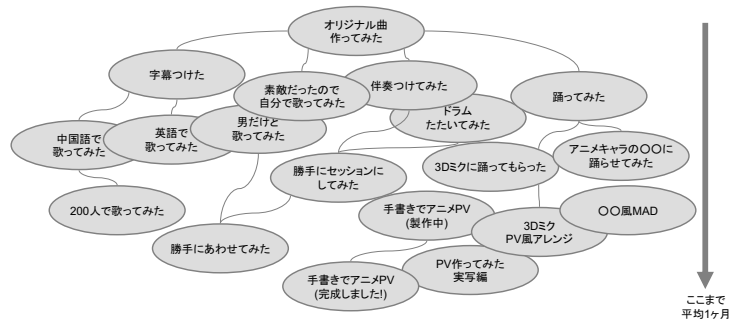 オリジナル曲
作ってみた
字幕つけた
素敵だったので
自分で歌ってみた
伴奏つけてみた
踊ってみた
中国語で
歌ってみた
英語で
歌ってみた
男だけど
歌ってみた
ドラム
たたいてみた
アニメキャラの〇〇に
踊らせてみた
勝手にセッションに
してみた
3Dミクに踊ってもらった
200人で歌ってみた
手書きでアニメPV
(製作中)
3Dミク
PV風アレンジ
〇〇風MAD
勝手にあわせてみた
手書きでアニメPV
(完成しました!)
PV作ってみた
実写編
ここまで
平均1ヶ月